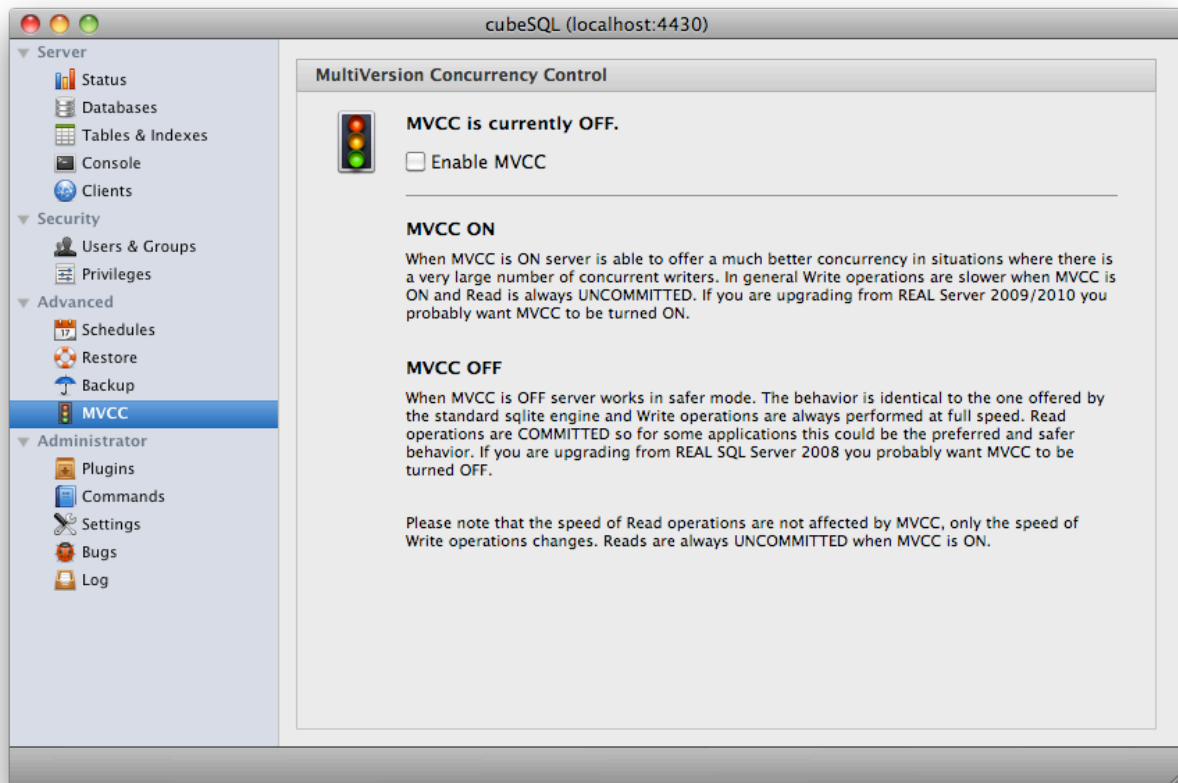 cubeSQL (localhost:4430)
Server
Status
Databases
Tables & Indexes
Console
Clients
Security
Users & Groups
Privileges
Advanced
Schedules
17
Restore
Backup
MVCC
Administrator
Plugins
Commands
Settings
Bugs
Log
MultiVersion Concurrency Control
MVCC is currently OFF.
Enable MVCC
MVCC ON
When MVCC is ON server is able to offer a much better concurrency in situations where there is
a very large number of concurrent writers. In general Write operations are slower when MVCC is
ON and Read is always UNCOMMITTED. If you are upgrading from REAL Server 2009/2010 you
probably want MVCC to be turned ON.
MVCC OFF
When MVCC is OFF server works in safer mode. The behavior is identical to the one offered by
the standard sqlite engine and Write operations are always performed at full speed. Read
operations are COMMITTED so for some applications this could be the preferred and safer
behavior. If you are upgrading from REAL SQL Server 2008 you probably want MVCC to be
turned OFF.
Please note that the speed of Read operations are not affected by MVCC, only the speed of
Write operations changes. Reads are always UNCOMMITTED when MVCC is ON.